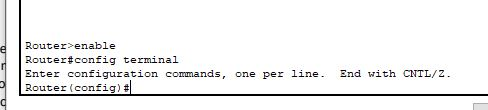 Router>enable
Router#config terminal
Enter configuration commands, one per line.  End with CNTL/Z.
Router(config)#